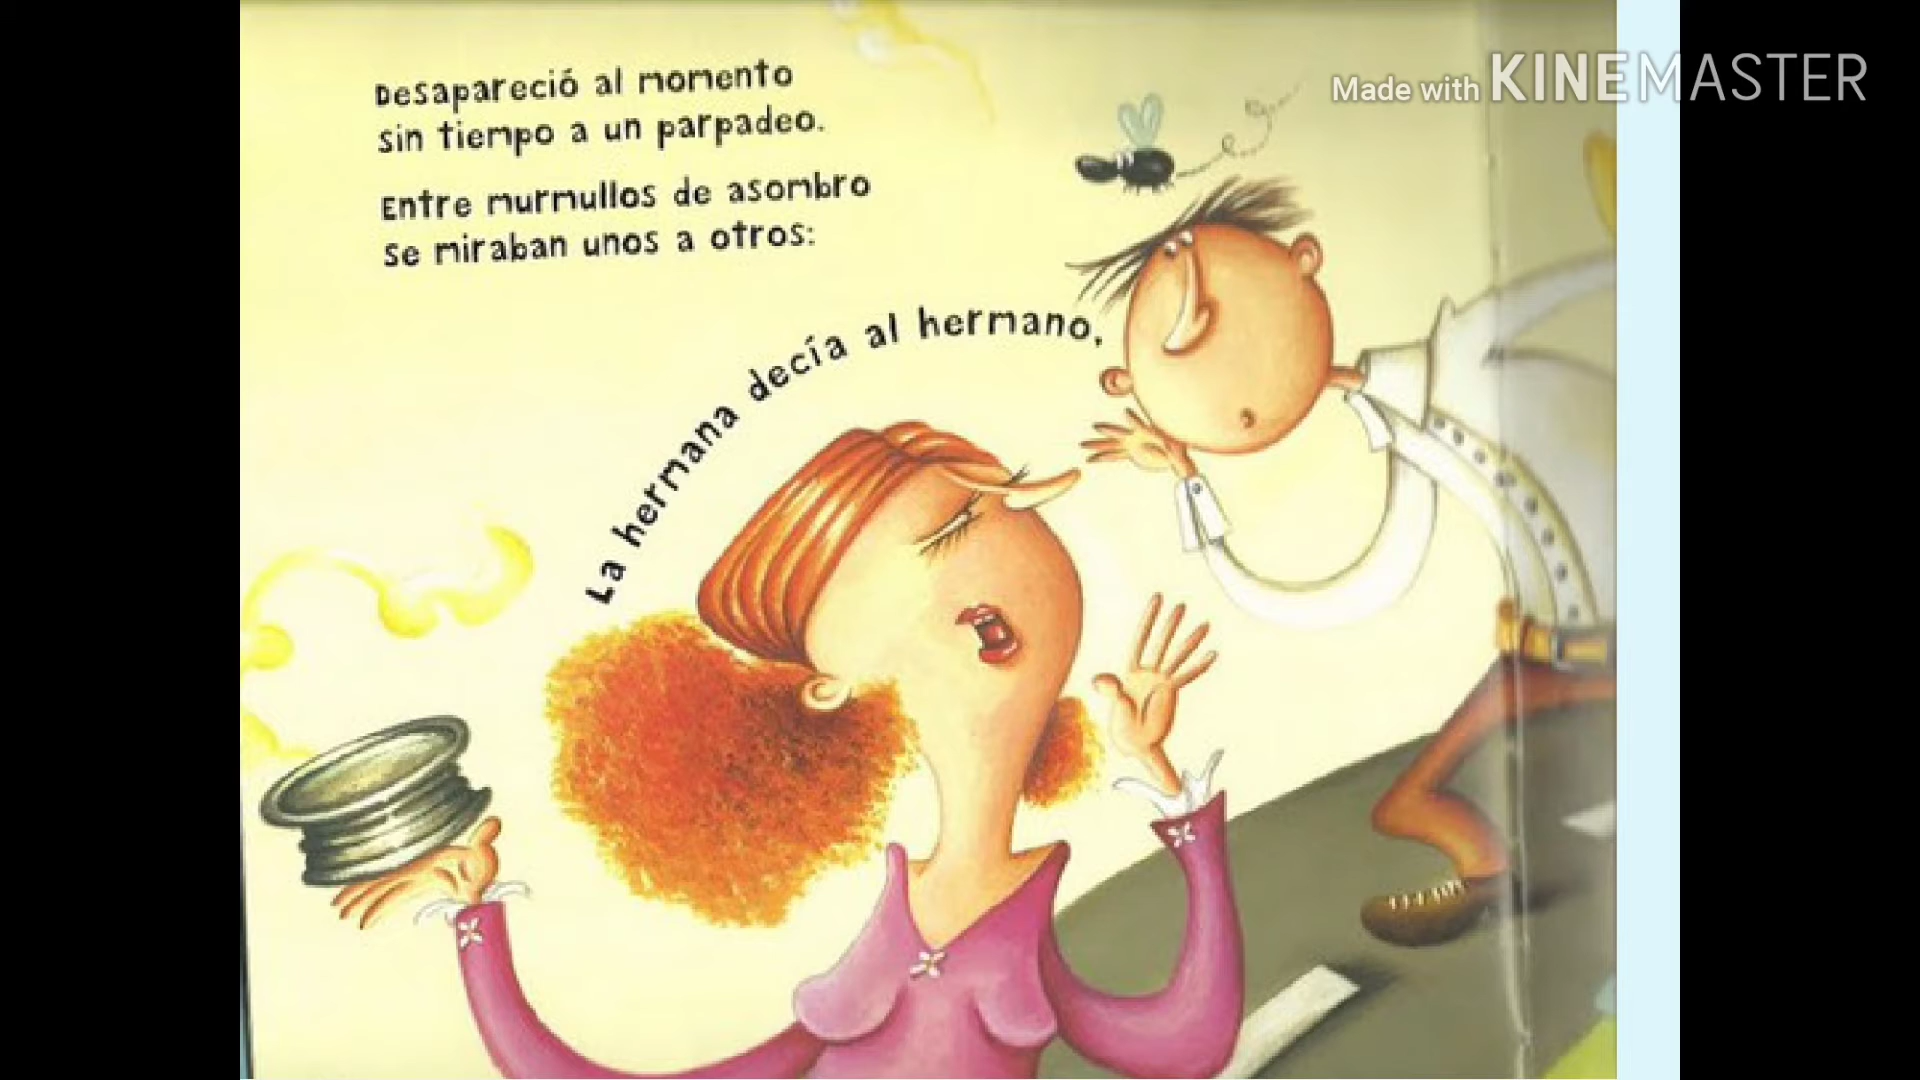 Desapareció al momento
sin tiempo a un parpadeo.
Entre murmullos de asombro
se miraban unos a otros:
La hermana decía al hermano,
Made with KINEMASTER